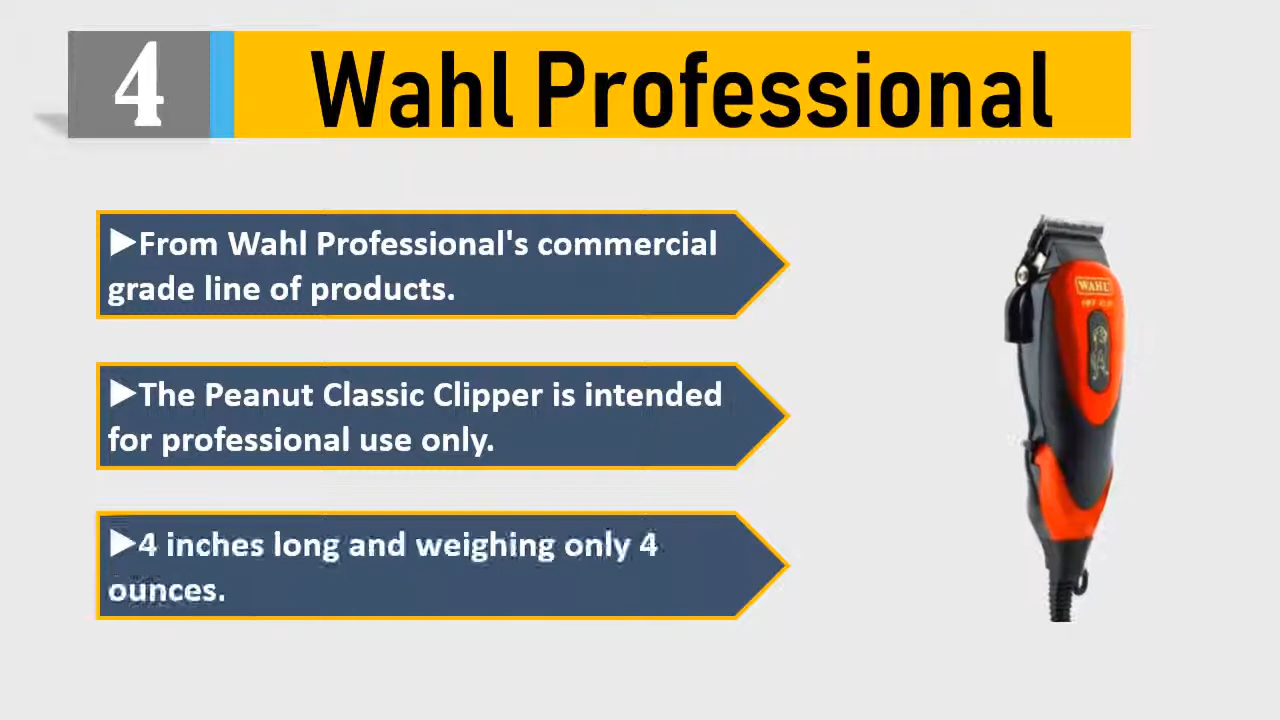 4
Wahl Professional
▶From Wahl Professional's commercial
grade line of products.
▶The Peanut Classic Clipper is intended
for professional use only.
▶4 inches long and weighing only 4
ounces.
WAHL